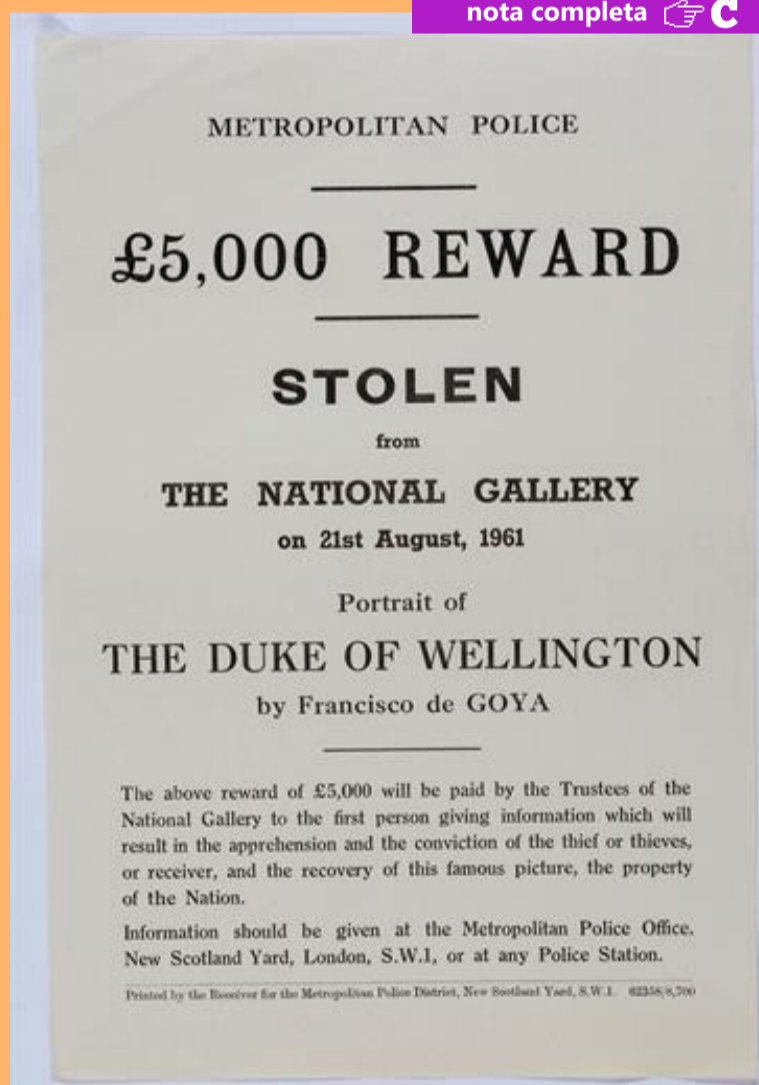 nota completa
METROPOLITAN POLICE
£5,000 REWARD
STOLEN
from
THE NATIONAL GALLERY
on 21st August, 1961
Portrait of
THE DUKE OF WELLINGTON
by Francisco de GOYA
The above reward of £5,000 will be paid by the Trustees of the
National Gallery to the first person giving information which will
result in the apprehension and the conviction of the thief or thieves,
or receiver, and the recovery of this famous picture, the property
of the Nation.
Information should be given at the Metropolitan Police Office,
New Scotland Yard, London, S.W.1, or at any Police Station.
Printed by the Receiver for the Metropolitan Police District, New Scotland Yard, S.W.1.